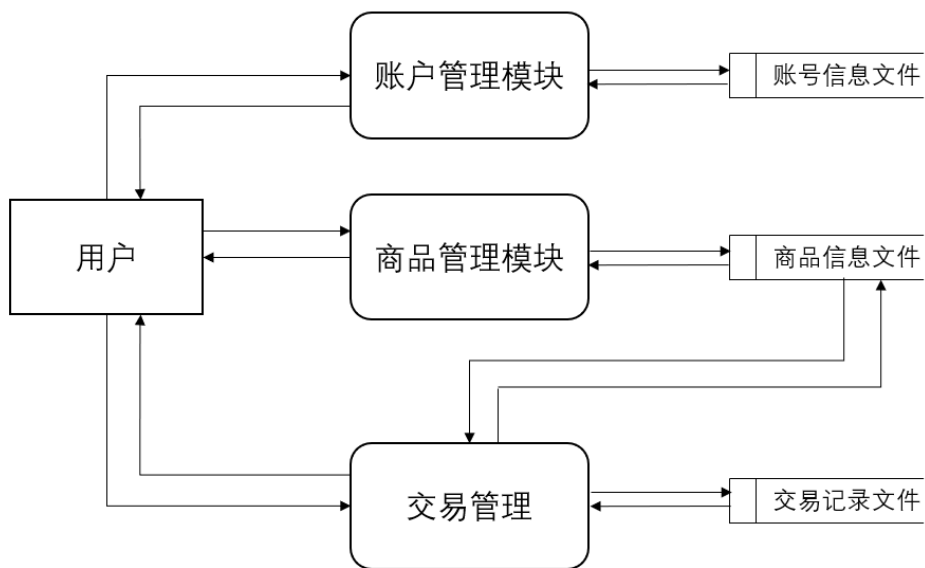 账户管理模块
账号信息文件
用户
商品管理模块
商品信息文件
交易管理
交易记录文件